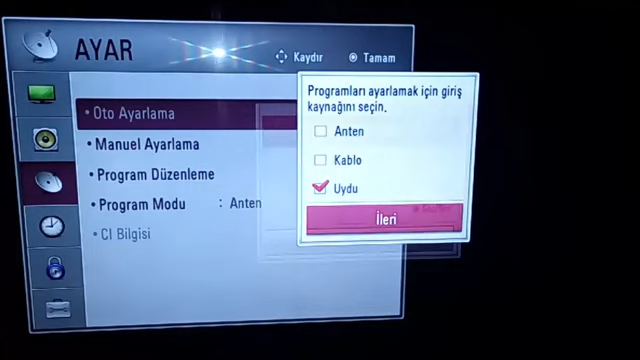 AYAR
Kaydır
Tamam
Oto Ayarlama
Manuel Ayarlama
Program Düzenleme
Program Modu : Anten
CI Bilgisi
Programları ayarlamak için giriş
kaynağını seçin.
Anten
Kablo
Uydu
İleri